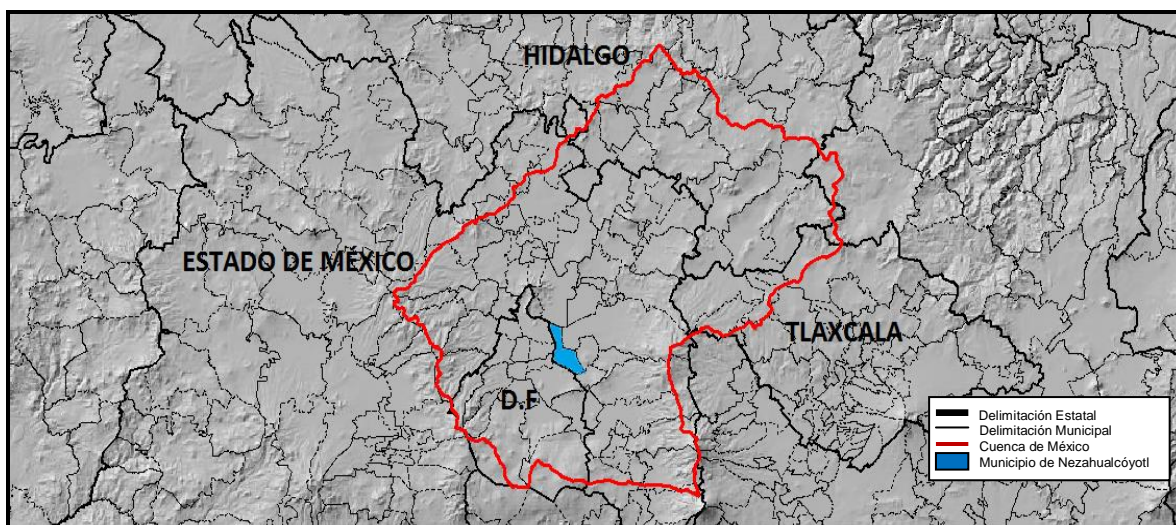 HIDALGO
ESTADO DE MÉXICO
TLAXCALA
D.F
Delimitación Estatal
Delimitación Municipal
Cuenca de México
Municipio de Nezahualcóyotl